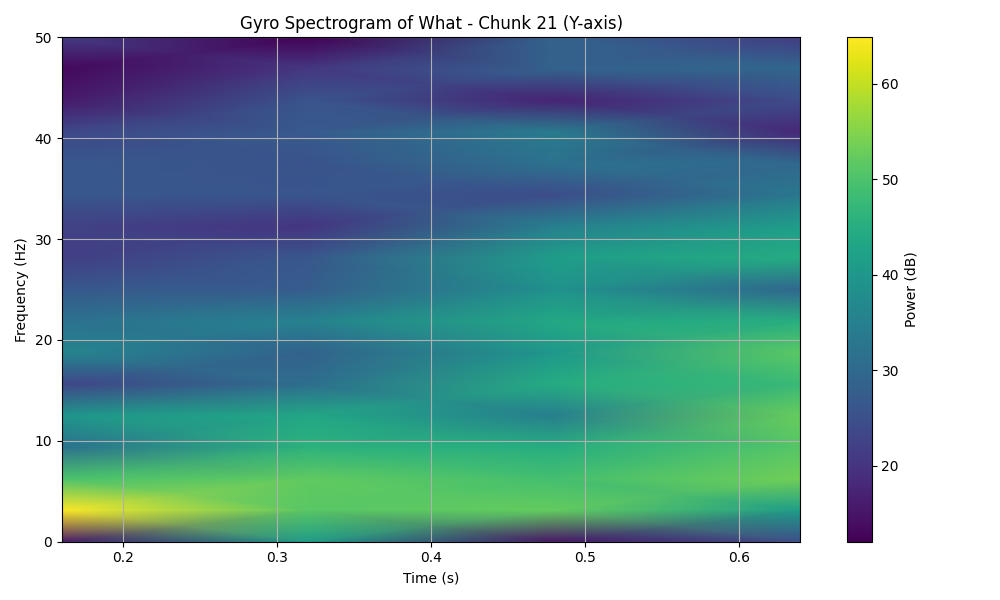 Gyro Spectrogram of What - Chunk 21 (Y-axis)
50
40
30
20
10
0
Frequency (Hz)
0.2 0.3 0.4 0.5 0.6
Time (s)
60
50
40
30
20
Power (dB)